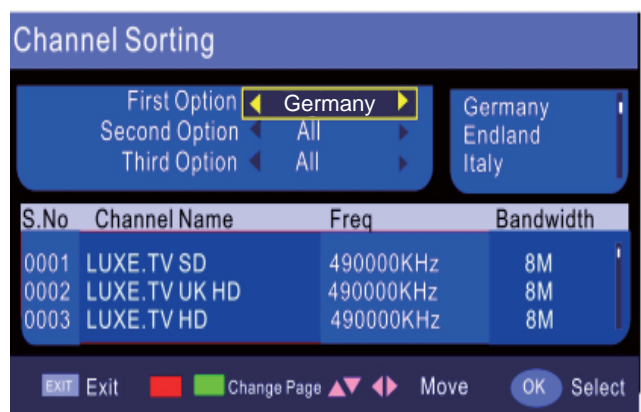 Channel Sorting
First Option Germany
Second Option All
Third Option All
Germany
Endland
Italy
S.No Channel Name Freq Bandwidth
0001 LUXE.TV SD 490000KHz 8M
0002 LUXE.TV UK HD 490000KHz 8M
0003 LUXE.TV HD 490000KHz 8M
EXIT Exit Change Page Move OK Select